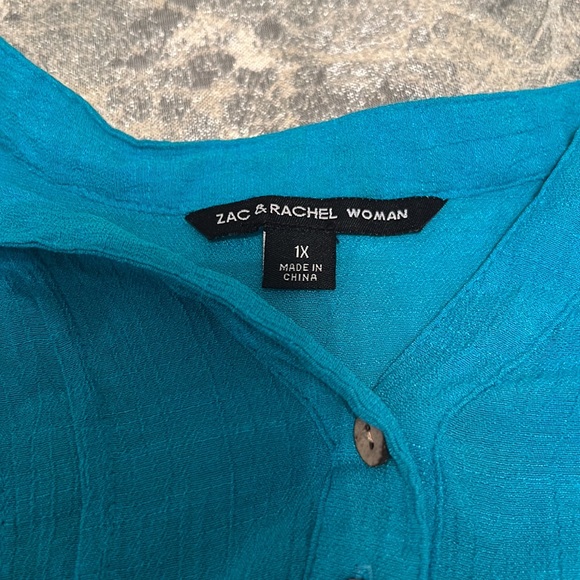 ZAC & RACHEL WOMAN
1X
MADE IN
CHINA